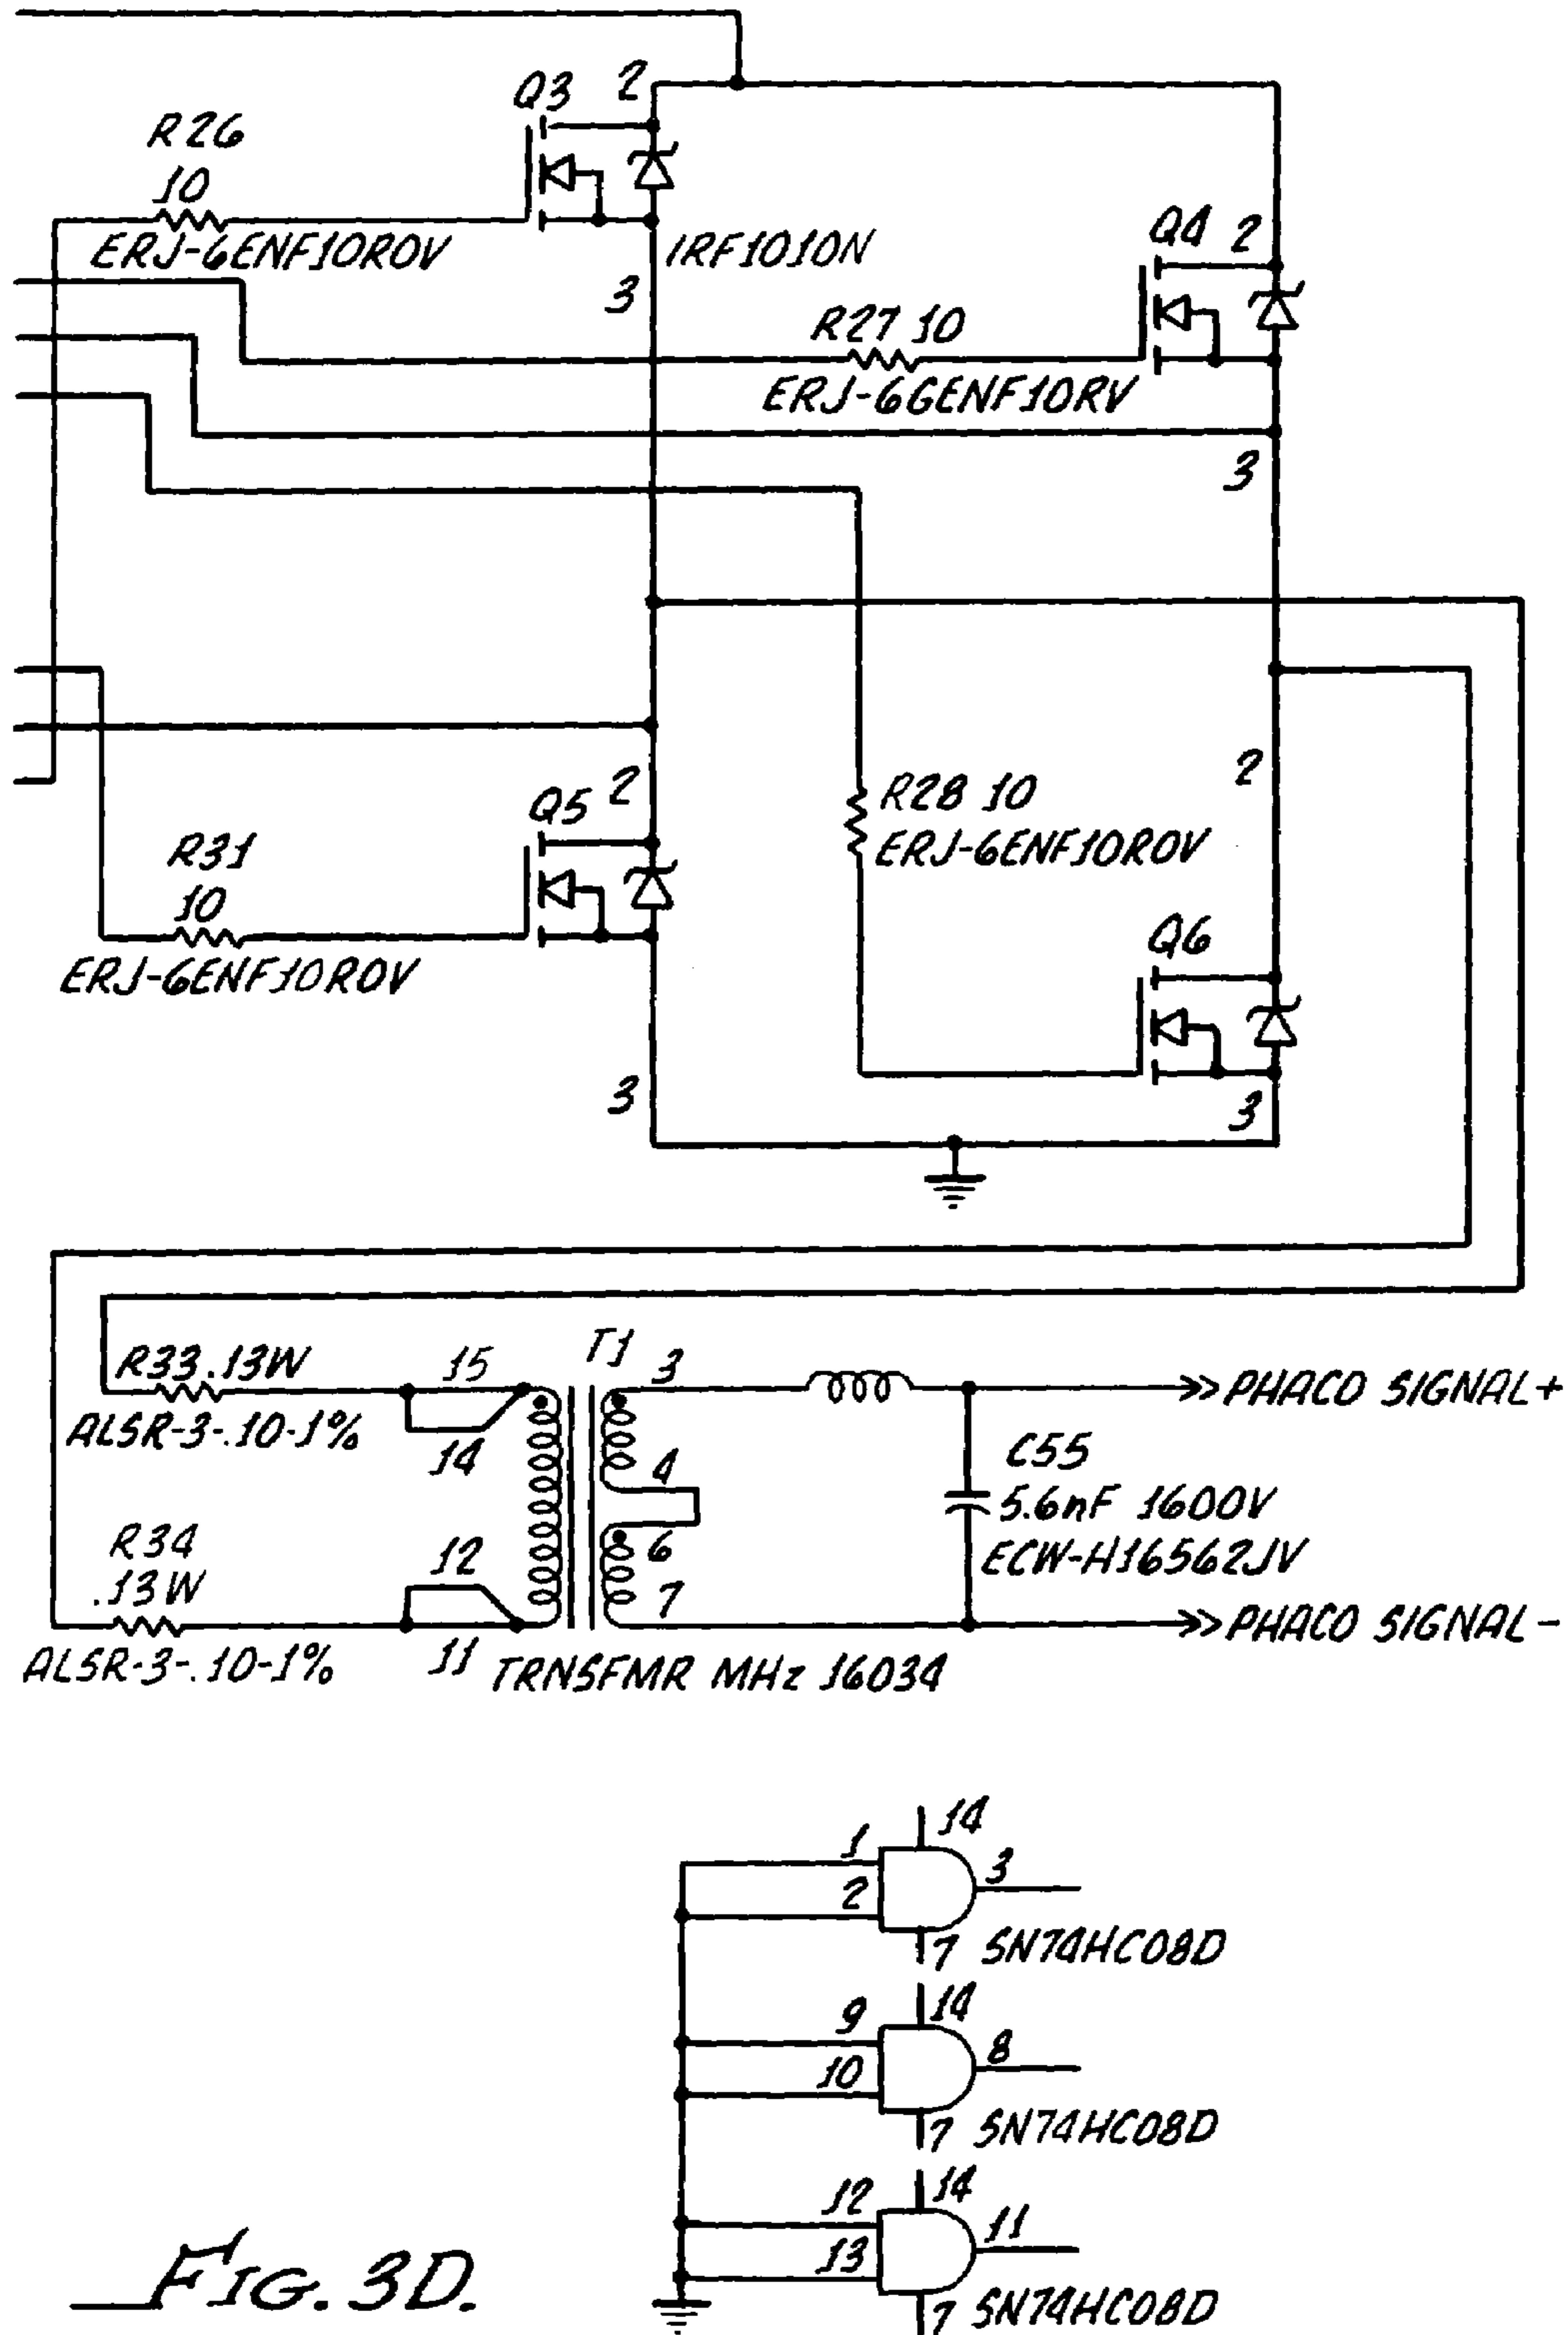 Q3
2
R26
10
ERJ-6ENF10R0V
IRF1010N
3
Q4
2
R27 10
ERJ-6GENF10RV
3
2
Q5
2
R28 10
ERJ-6ENF10R0V
R31
10
ERJ-6ENF10R0V
Q6
3
3
R33 .13W
ALSR-3-.10-1%
15
14
T1
3
4
6
7
PHACO SIGNAL+
C55
5.6nF 1600V
ECW-H16562JV
PHACO SIGNAL-
R34
.13W
ALSR-3-.10-1%
12
11
TRNSFMR MHz 16034
14
1
2
3
7
SN74HC08D
14
9
10
8
7
SN74HC08D
14
12
13
11
7
SN74HC08D
FIG. 3D.